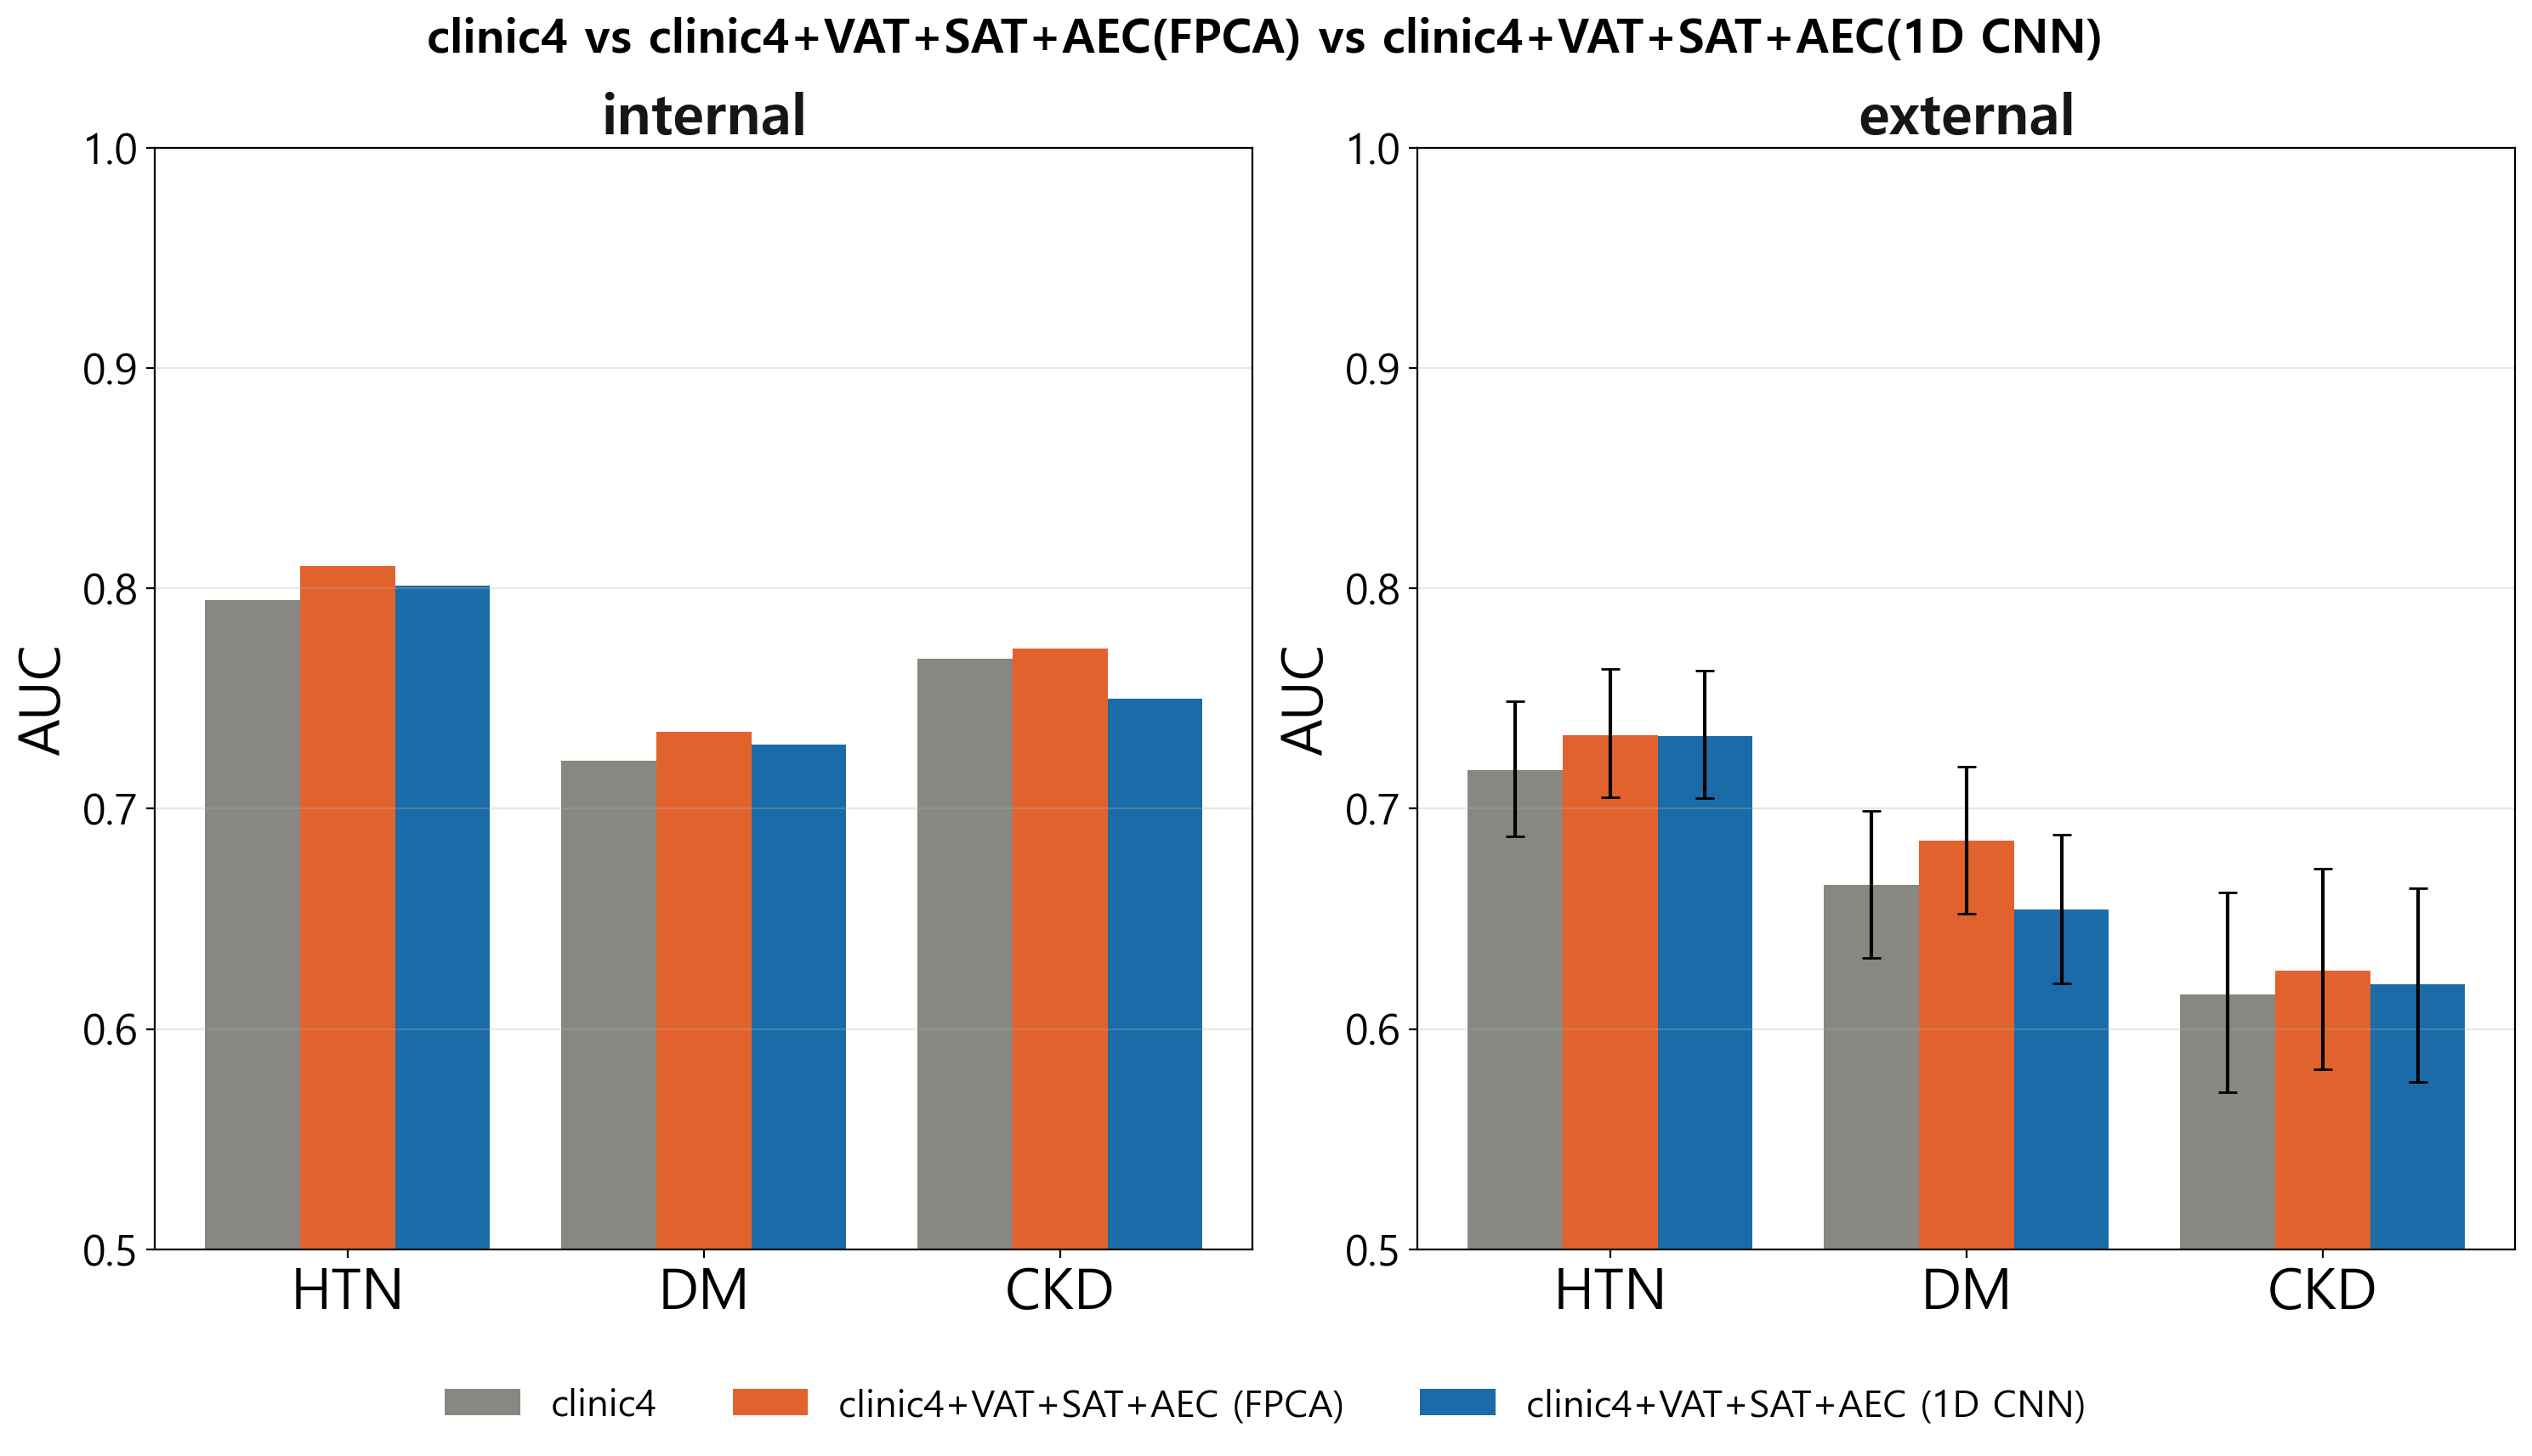 clinic4 vs clinic4+VAT+SAT+AEC(FPCA) vs clinic4+VAT+SAT+AEC(1D CNN)
internal
1.0
0.9
0.8
0.7
0.6
0.5
AUC
HTN DM CKD
external
1.0
0.9
0.8
0.7
0.6
0.5
AUC
HTN DM CKD
clinic4 clinic4+VAT+SAT+AEC (FPCA) clinic4+VAT+SAT+AEC (1D CNN)